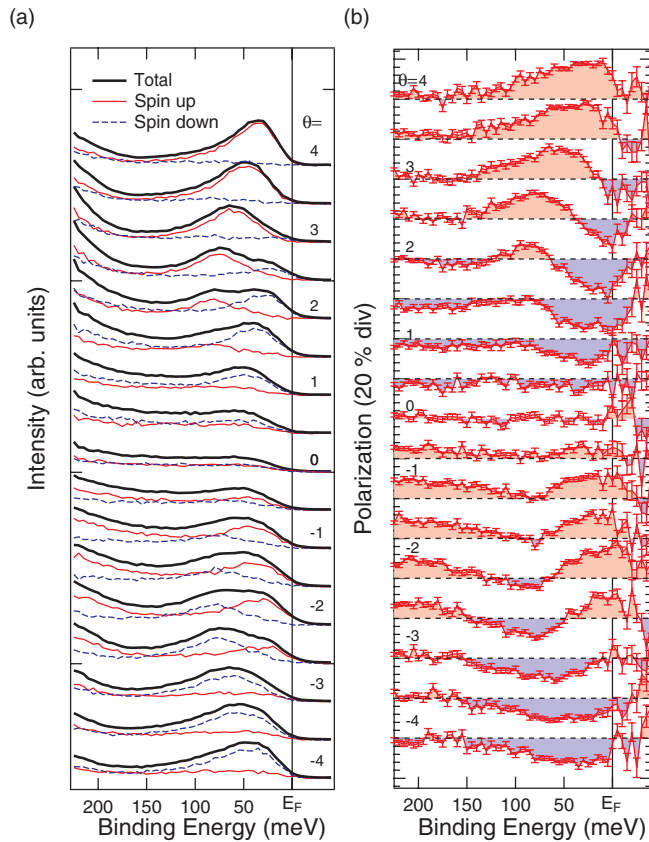 (a)
Intensity (arb. units)
Total
Spin up
Spin down
θ=
4
3
2
1
0
-1
-2
-3
-4
200
150
100
50
E_F
Binding Energy (meV)
(b)
Polarization (20 % div)
θ=4
3
2
1
0
-1
-2
-3
-4
200
150
100
50
E_F
Binding Energy (meV)